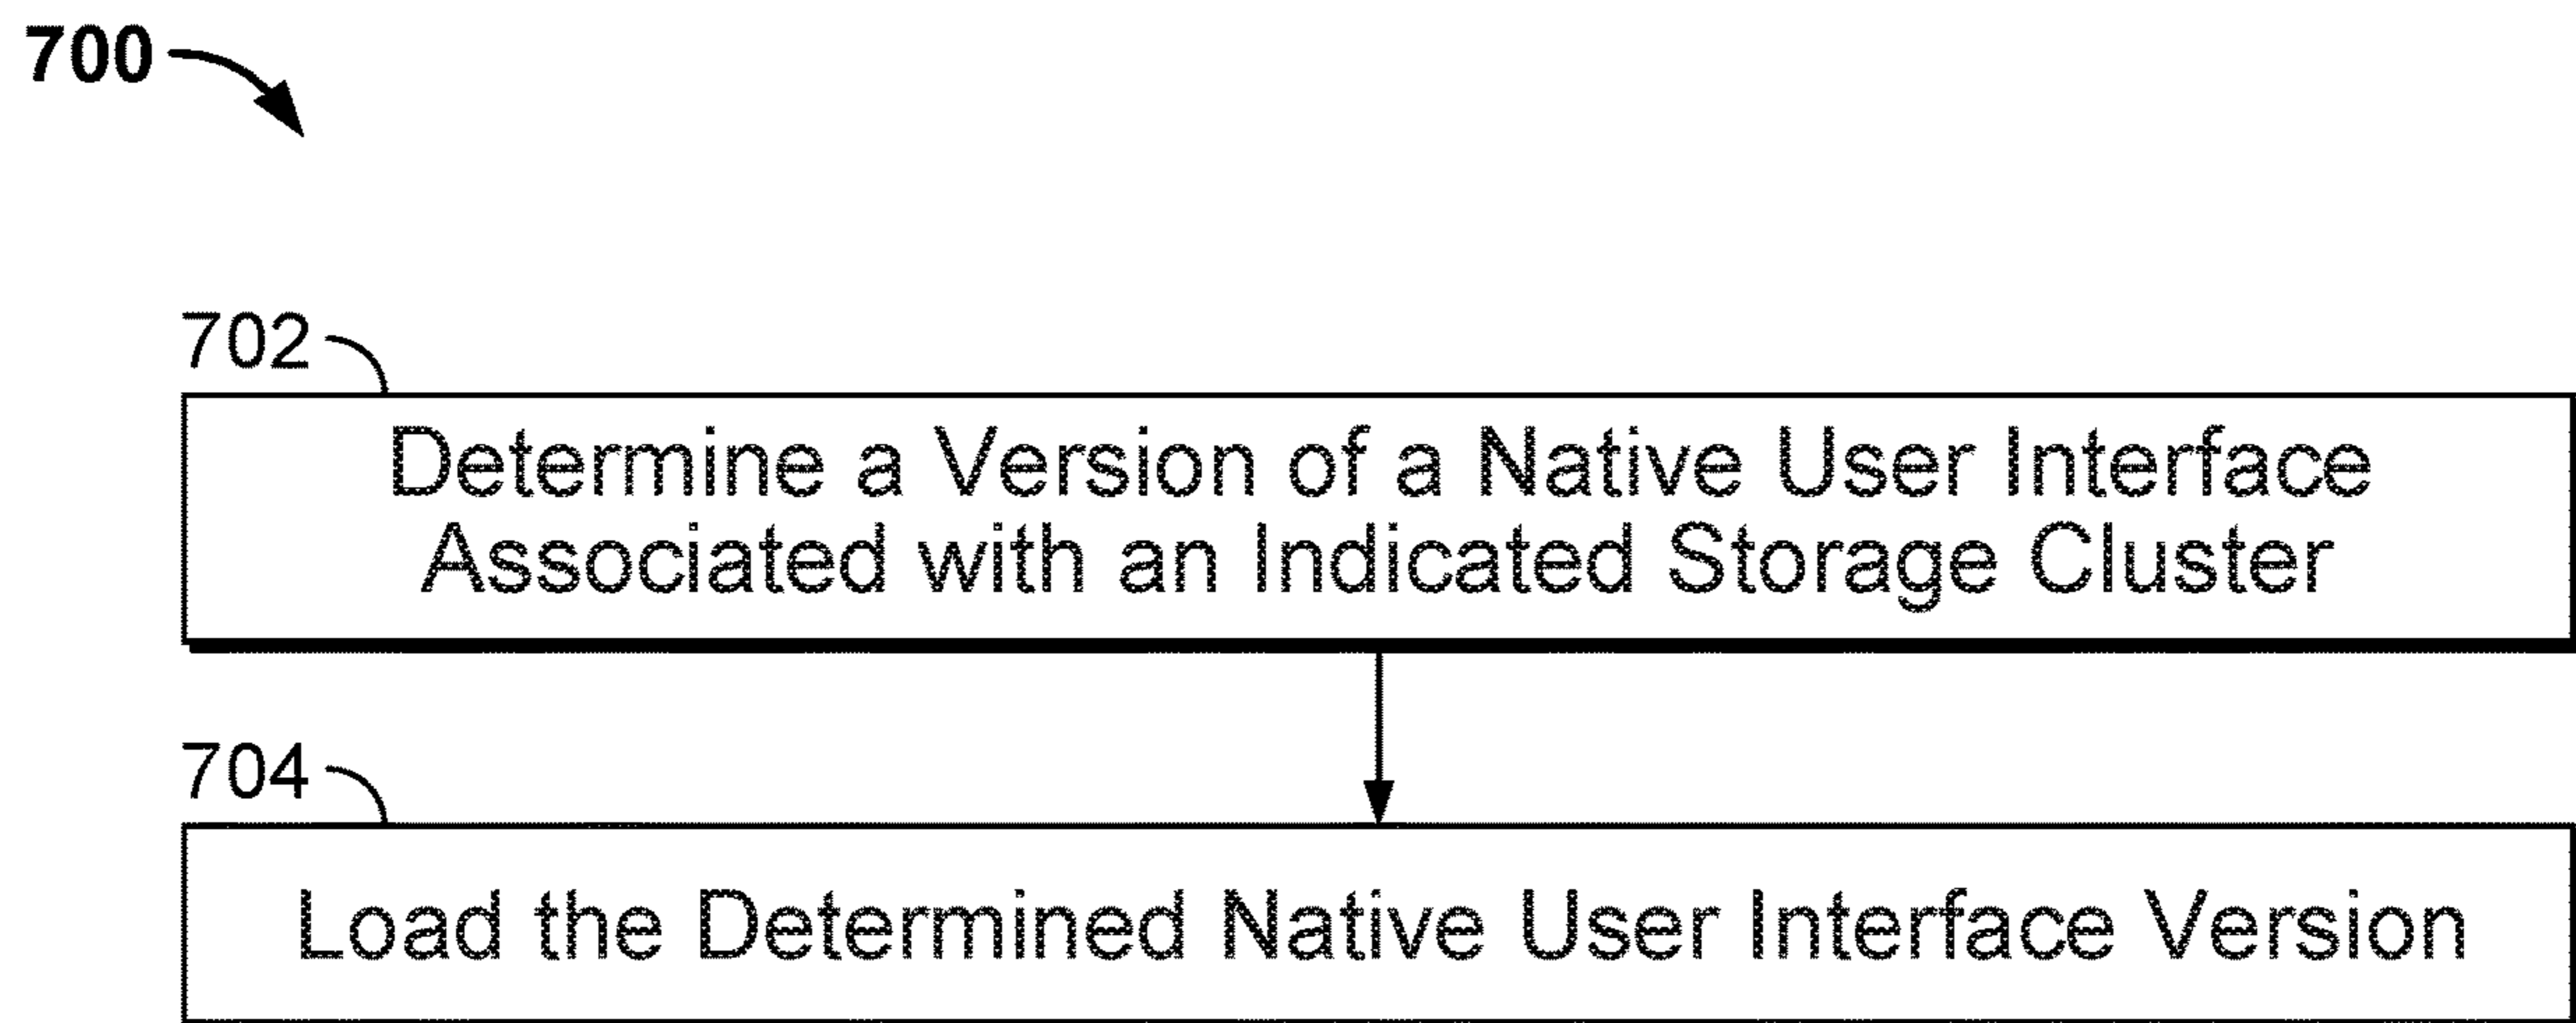 700
702
Determine a Version of a Native User Interface
Associated with an Indicated Storage Cluster
704
Load the Determined Native User Interface Version